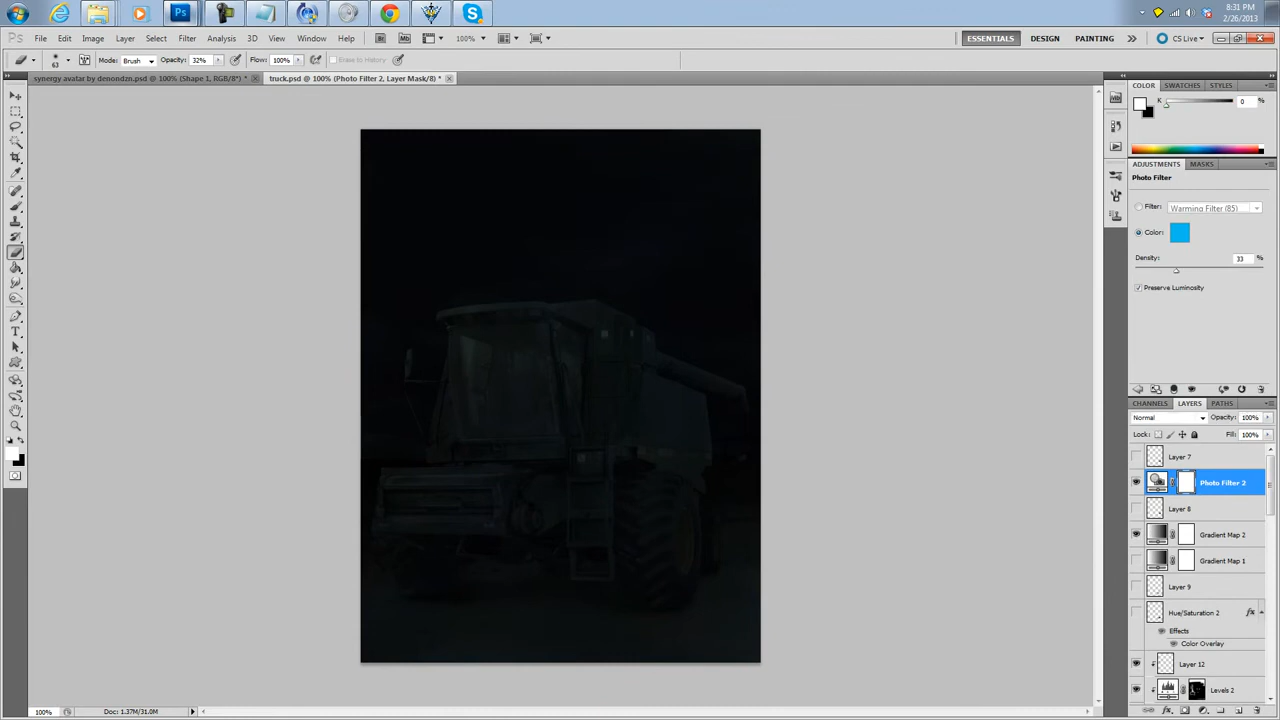 8:31 PM
2/26/2013
Ps File Edit Image Layer Select Filter Analysis 3D View Window Help 100% ESSENTIALS DESIGN PAINTING CS Live
63 Mode: Brush Opacity: 32% Flow: 100% Erase to History
synergy avatar by denondzn.psd @ 100% (Shape 1, RGB/8*) * truck.psd @ 100% (Photo Filter 2, Layer Mask/8) *
COLOR SWATCHES STYLES
K 0 %
ADJUSTMENTS MASKS
Photo Filter
Filter: Warming Filter (85)
Color:
Density: 33 %
Preserve Luminosity
CHANNELS LAYERS PATHS
Normal Opacity: 100%
Lock: Fill: 100%
Layer 7
Photo Filter 2
Layer 8
Gradient Map 2
Gradient Map 1
Layer 9
Hue/Saturation 2 fx
Effects
Color Overlay
Layer 12
Levels 2
100% Doc: 1.37M/31.0M